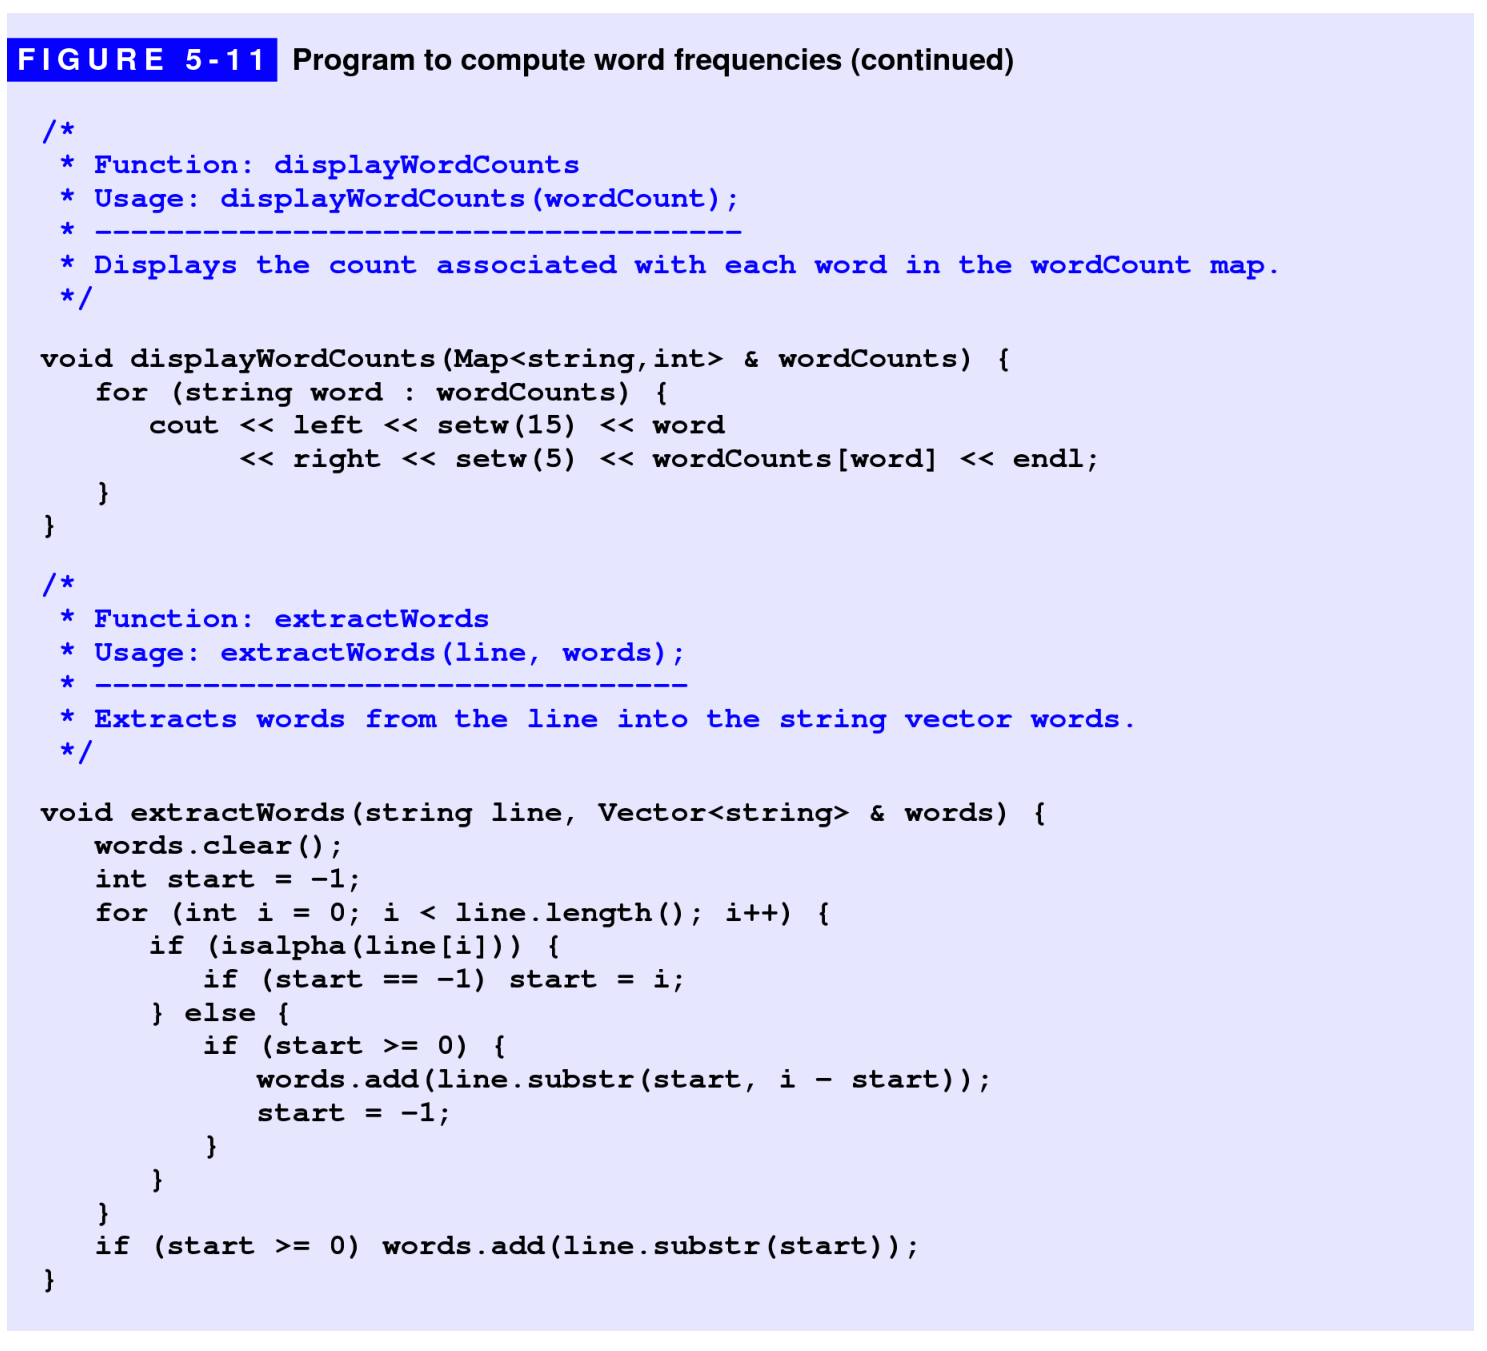 FIGURE 5-11 Program to compute word frequencies (continued)
/*
 * Function: displayWordCounts
 * Usage: displayWordCounts(wordCount);
 * ------------------------------------
 * Displays the count associated with each word in the wordCount map.
 */
void displayWordCounts(Map<string,int> & wordCounts) {
   for (string word : wordCounts) {
      cout << left << setw(15) << word
           << right << setw(5) << wordCounts[word] << endl;
   }
}
/*
 * Function: extractWords
 * Usage: extractWords(line, words);
 * ---------------------------------
 * Extracts words from the line into the string vector words.
 */
void extractWords(string line, Vector<string> & words) {
   words.clear();
   int start = -1;
   for (int i = 0; i < line.length(); i++) {
      if (isalpha(line[i])) {
         if (start == -1) start = i;
      } else {
         if (start >= 0) {
            words.add(line.substr(start, i - start));
            start = -1;
         }
      }
   }
   if (start >= 0) words.add(line.substr(start));
}